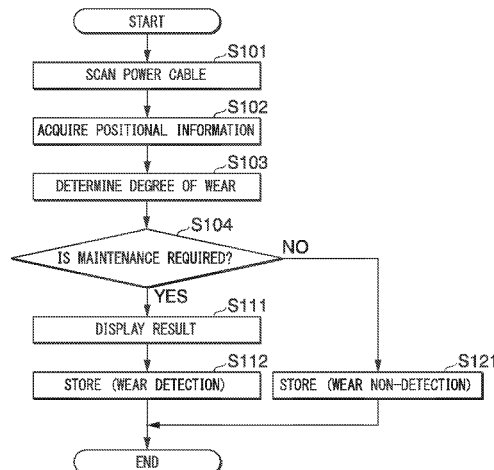 START
S101
SCAN POWER CABLE
S102
ACQUIRE POSITIONAL INFORMATION
S103
DETERMINE DEGREE OF WEAR
S104
IS MAINTENANCE REQUIRED?
NO
YES
S111
DISPLAY RESULT
S112
STORE (WEAR DETECTION)
S121
STORE (WEAR NON-DETECTION)
END